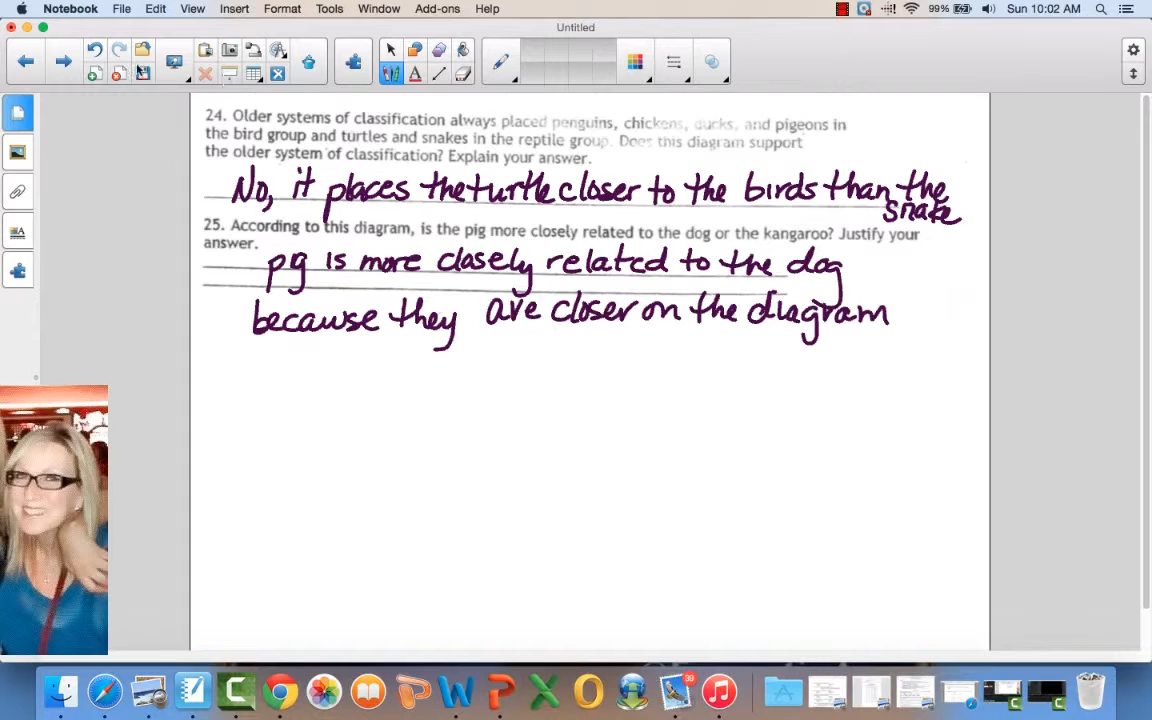 Notebook File Edit View Insert Format Tools Window Add-ons Help 99% Sun 10:02 AM
Untitled
24. Older systems of classification always placed penguins, chickens, ducks, and pigeons in
the bird group and turtles and snakes in the reptile group. Does this diagram support
the older system of classification? Explain your answer.
No, it places the turtle closer to the birds than the
snake
25. According to this diagram, is the pig more closely related to the dog or the kangaroo? Justify your
answer.
pg is more closely related to the dog
because they are closer on the diagram
39